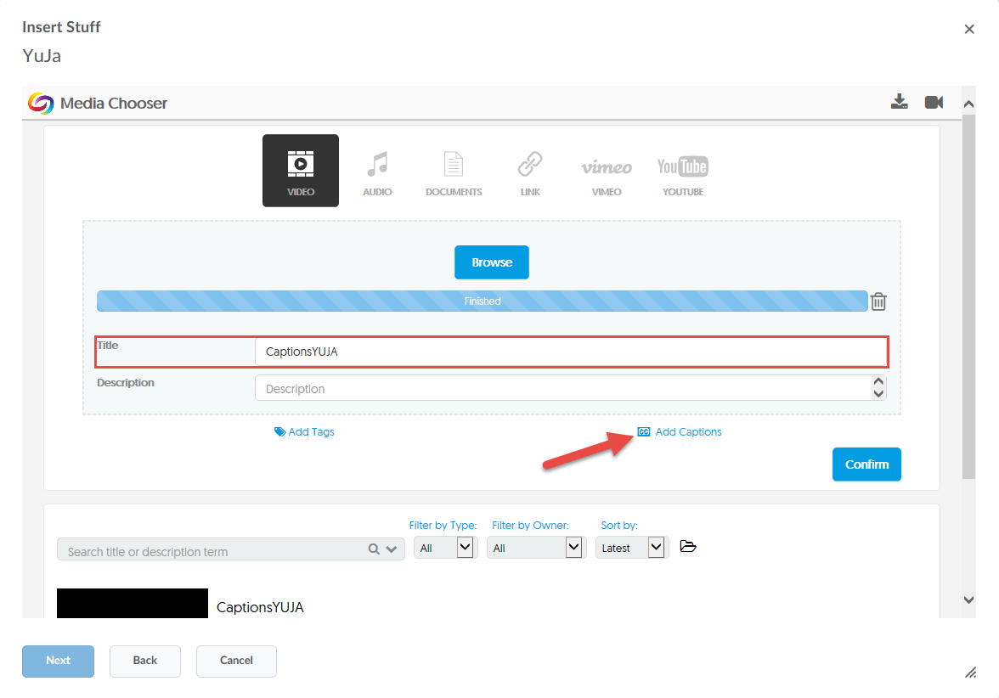 Insert Stuff
YuJa
Media Chooser
vimeo
YouTube
VIDEO AUDIO DOCUMENTS LINK VIMEO YOUTUBE
Browse
Finished
Title CaptionsYUJA
Description Description
Add Tags CC Add Captions
Confirm
Filter by Type: Filter by Owner: Sort by:
Search title or description term All All Latest
CaptionsYUJA
Next Back Cancel